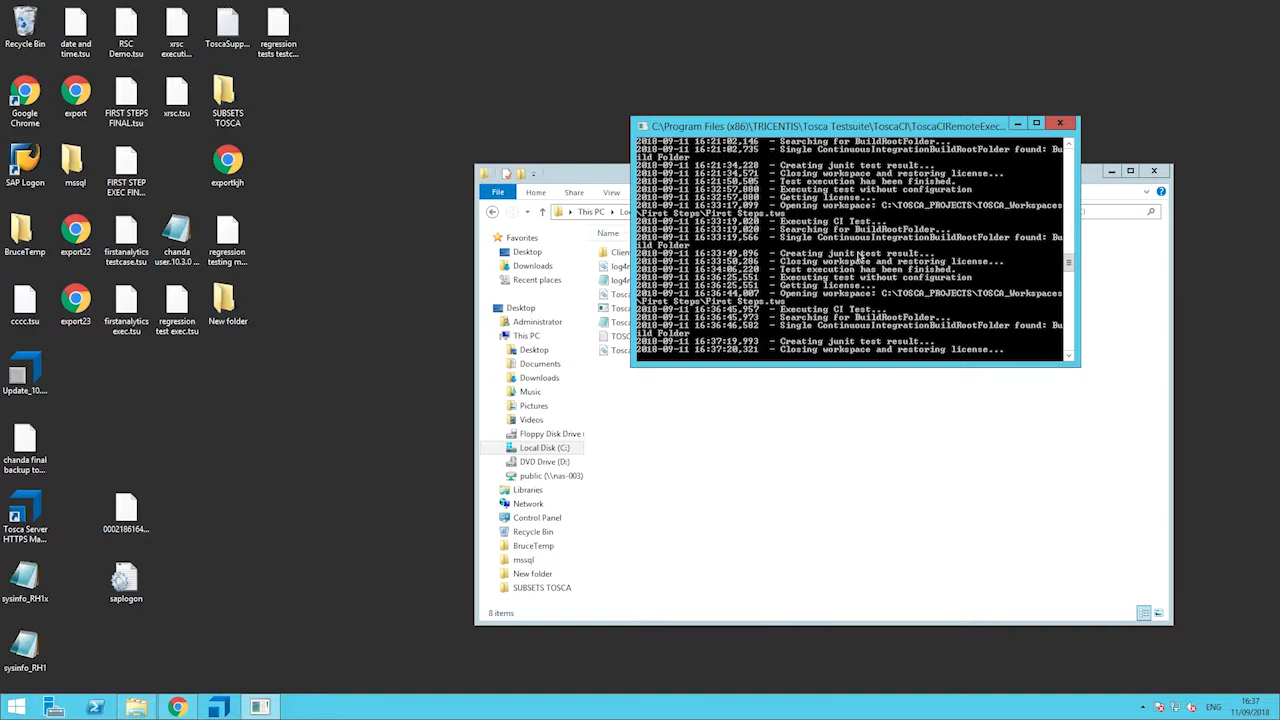 Recycle Bin
date and
time.tsu
RSC
Demo.tsu
xrsc
executi...
ToscaSupp...
regression
tests testc...
Google
Chrome
export
FIRST STEPS
FINAL.tsu
xrsc.tsu
SUBSETS
TOSCA
SAP Logon
mssql
FIRST STEP
EXEC FIN...
exportkjh
BruceTemp
export22
firstanalytics
testcase.tsu
chanda
user.10.3.0 ...
regression
testing rn...
cccc.tsu
export23
firstanalytics
exec.tsu
regression
test exec.tsu
New folder
Update_10....
chanda final
backup to...
Tosca Server
HTTPS Ma...
0002186164...
sysinfo_RH1x
saplogon
sysinfo_RH1
C:\Program Files (x86)\TRICENTIS\Tosca Testsuite\ToscaCI\ToscaCIRemoteExec...
2018-09-11 16:21:02,146 - Searching for BuildRootFolder...
2018-09-11 16:21:02,735 - Single ContinuousIntegrationBuildRootFolder found: Bu
ild Folder
2018-09-11 16:21:34,228 - Creating junit test result...
2018-09-11 16:21:34,571 - Closing workspace and restoring license...
2018-09-11 16:21:50,505 - Test execution has been finished.
2018-09-11 16:32:57,880 - Executing test without configuration
2018-09-11 16:32:57,880 - Getting license...
2018-09-11 16:33:17,099 - Opening workspace: C:\TOSCA_PROJECTS\TOSCA_Workspaces
\First Steps\First Steps.tws
2018-09-11 16:33:19,020 - Executing CI Test...
2018-09-11 16:33:19,020 - Searching for BuildRootFolder...
2018-09-11 16:33:19,566 - Single ContinuousIntegrationBuildRootFolder found: Bu
ild Folder
2018-09-11 16:33:49,896 - Creating junit test result...
2018-09-11 16:33:50,286 - Closing workspace and restoring license...
2018-09-11 16:34:06,220 - Test execution has been finished.
2018-09-11 16:36:25,551 - Executing test without configuration
2018-09-11 16:36:25,551 - Getting license...
2018-09-11 16:36:44,007 - Opening workspace: C:\TOSCA_PROJECTS\TOSCA_Workspaces
\First Steps\First Steps.tws
2018-09-11 16:36:45,957 - Executing CI Test...
2018-09-11 16:36:45,973 - Searching for BuildRootFolder...
2018-09-11 16:36:46,582 - Single ContinuousIntegrationBuildRootFolder found: Bu
ild Folder
2018-09-11 16:37:19,993 - Creating junit test result...
2018-09-11 16:37:20,321 - Closing workspace and restoring license...
File
Home
Share
View
This PC
Lo
CI
Name
Favorites
Desktop
Downloads
Recent places
Desktop
Administrator
This PC
Desktop
Documents
Downloads
Music
Pictures
Videos
Floppy Disk Drive
Local Disk (C:)
DVD Drive (D:)
public (\\nas-003)
Libraries
Network
Control Panel
Recycle Bin
BruceTemp
mssql
New folder
SUBSETS TOSCA
Client
log4n
log4n
Tosca
Tosca
Tosca
TOSC
Tosca
8 items
ENG
16:37
11/09/2018